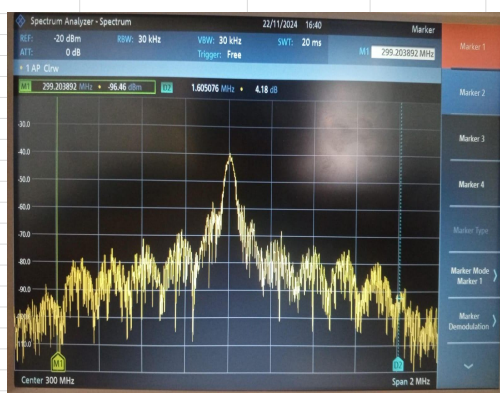 Spectrum Analyzer - Spectrum 22/11/2024 16:40 Marker
REF: -20 dBm RBW: 30 kHz VBW: 30 kHz SWT: 20 ms
ATT: 0 dB Trigger: Free M1 299.203892 MHz
1 AP Clrw
M1 299.203892 MHz • -96.46 dBm D2 1.605076 MHz • 4.18 dB
-30.0
-40.0
-50.0
-60.0
-70.0
-80.0
-90.0
-100.0
-110.0
M1 D2
Center 300 MHz Span 2 MHz
Marker 1
Marker 2
Marker 3
Marker 4
Marker Type
Marker Mode
Marker 1
Marker
Demodulation